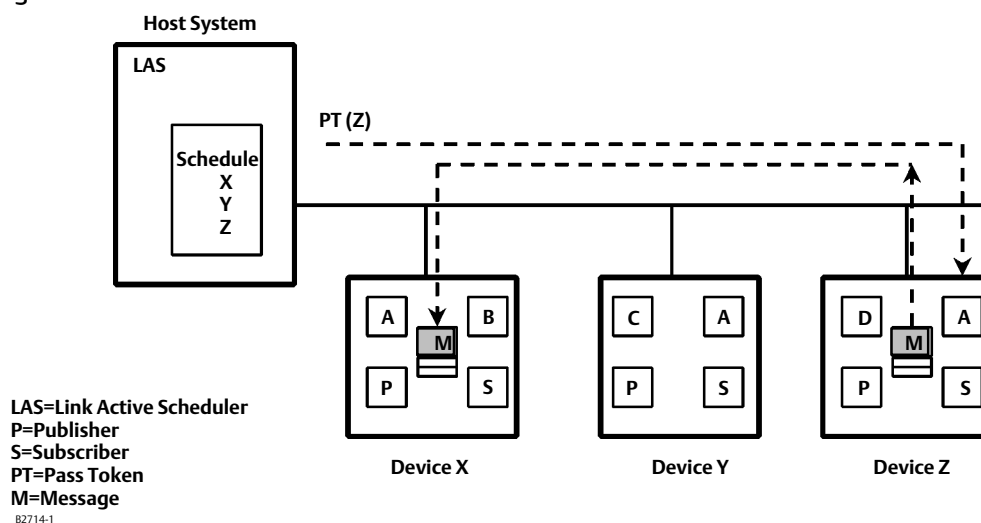 Host System
LAS
Schedule
X
Y
Z
PT (Z)
A
B
M
P
S
Device X
C
A
P
S
Device Y
D
A
M
P
S
Device Z
LAS=Link Active Scheduler
P=Publisher
S=Subscriber
PT=Pass Token
M=Message
B2714-1